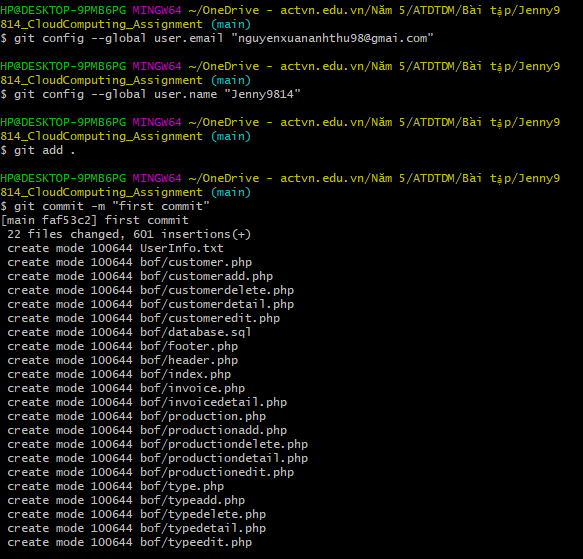 HP@DESKTOP-9PMB6PG MINGW64 ~/OneDrive - actvn.edu.vn/Năm 5/ATDTDM/Bài tập/Jenny9
814_CloudComputing_Assignment (main)
$ git config --global user.email "nguyenxuananhthu98@gmai.com"
HP@DESKTOP-9PMB6PG MINGW64 ~/OneDrive - actvn.edu.vn/Năm 5/ATDTDM/Bài tập/Jenny9
814_CloudComputing_Assignment (main)
$ git config --global user.name "Jenny9814"
HP@DESKTOP-9PMB6PG MINGW64 ~/OneDrive - actvn.edu.vn/Năm 5/ATDTDM/Bài tập/Jenny9
814_CloudComputing_Assignment (main)
$ git add .
HP@DESKTOP-9PMB6PG MINGW64 ~/OneDrive - actvn.edu.vn/Năm 5/ATDTDM/Bài tập/Jenny9
814_CloudComputing_Assignment (main)
$ git commit -m "first commit"
[main faf53c2] first commit
 22 files changed, 601 insertions(+)
 create mode 100644 UserInfo.txt
 create mode 100644 bof/customer.php
 create mode 100644 bof/customeradd.php
 create mode 100644 bof/customerdelete.php
 create mode 100644 bof/customerdetail.php
 create mode 100644 bof/customeredit.php
 create mode 100644 bof/database.sql
 create mode 100644 bof/footer.php
 create mode 100644 bof/header.php
 create mode 100644 bof/index.php
 create mode 100644 bof/invoice.php
 create mode 100644 bof/invoicedetail.php
 create mode 100644 bof/production.php
 create mode 100644 bof/productionadd.php
 create mode 100644 bof/productiondelete.php
 create mode 100644 bof/productiondetail.php
 create mode 100644 bof/productionedit.php
 create mode 100644 bof/type.php
 create mode 100644 bof/typeadd.php
 create mode 100644 bof/typedelete.php
 create mode 100644 bof/typedetail.php
 create mode 100644 bof/typeedit.php